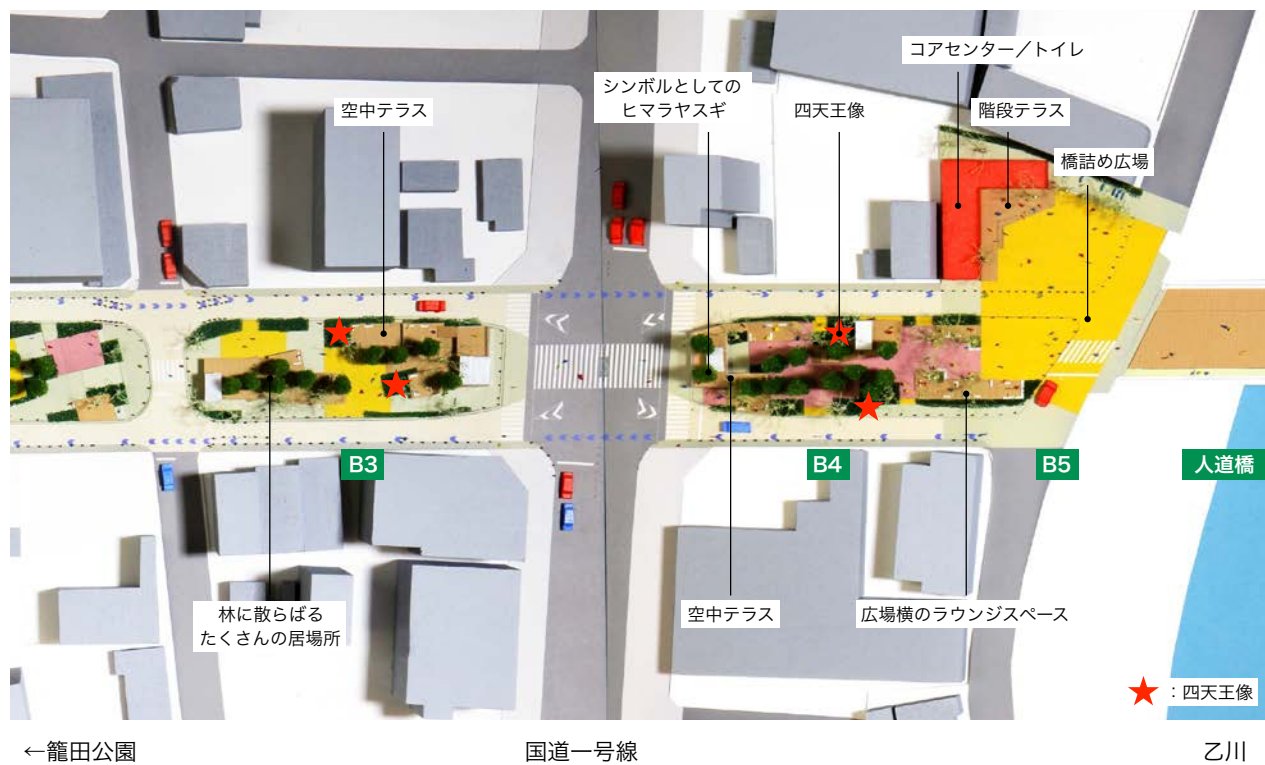 コアセンター／トイレ
シンボルとしての
ヒマラヤスギ
空中テラス
四天王像
階段テラス
橋詰め広場
B3
B4
B5
人道橋
林に散らばる
たくさんの居場所
空中テラス
広場横のラウンジスペース
★：四天王像
←籠田公園
国道一号線
乙川